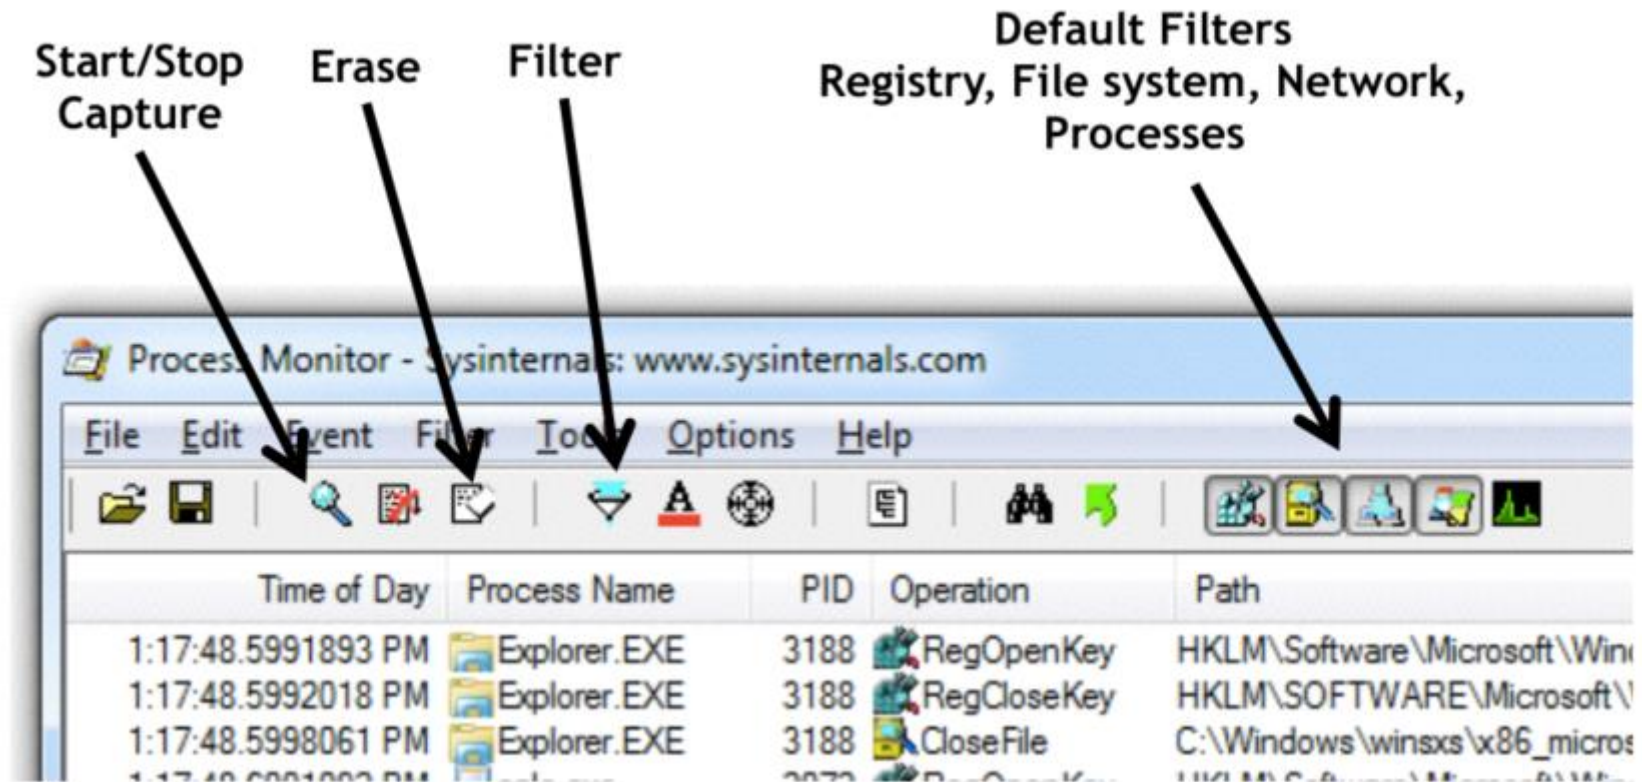 Start/Stop
Capture
Erase
Filter
Default Filters
Registry, File system, Network,
Processes
Process Monitor - Sysinternals: www.sysinternals.com
File Edit Event Filter Tools Options Help
Time of Day Process Name PID Operation Path
1:17:48.5991893 PM Explorer.EXE 3188 RegOpenKey HKLM\Software\Microsoft\Win
1:17:48.5992018 PM Explorer.EXE 3188 RegCloseKey HKLM\SOFTWARE\Microsoft\
1:17:48.5998061 PM Explorer.EXE 3188 CloseFile C:\Windows\winsxs\x86_micros